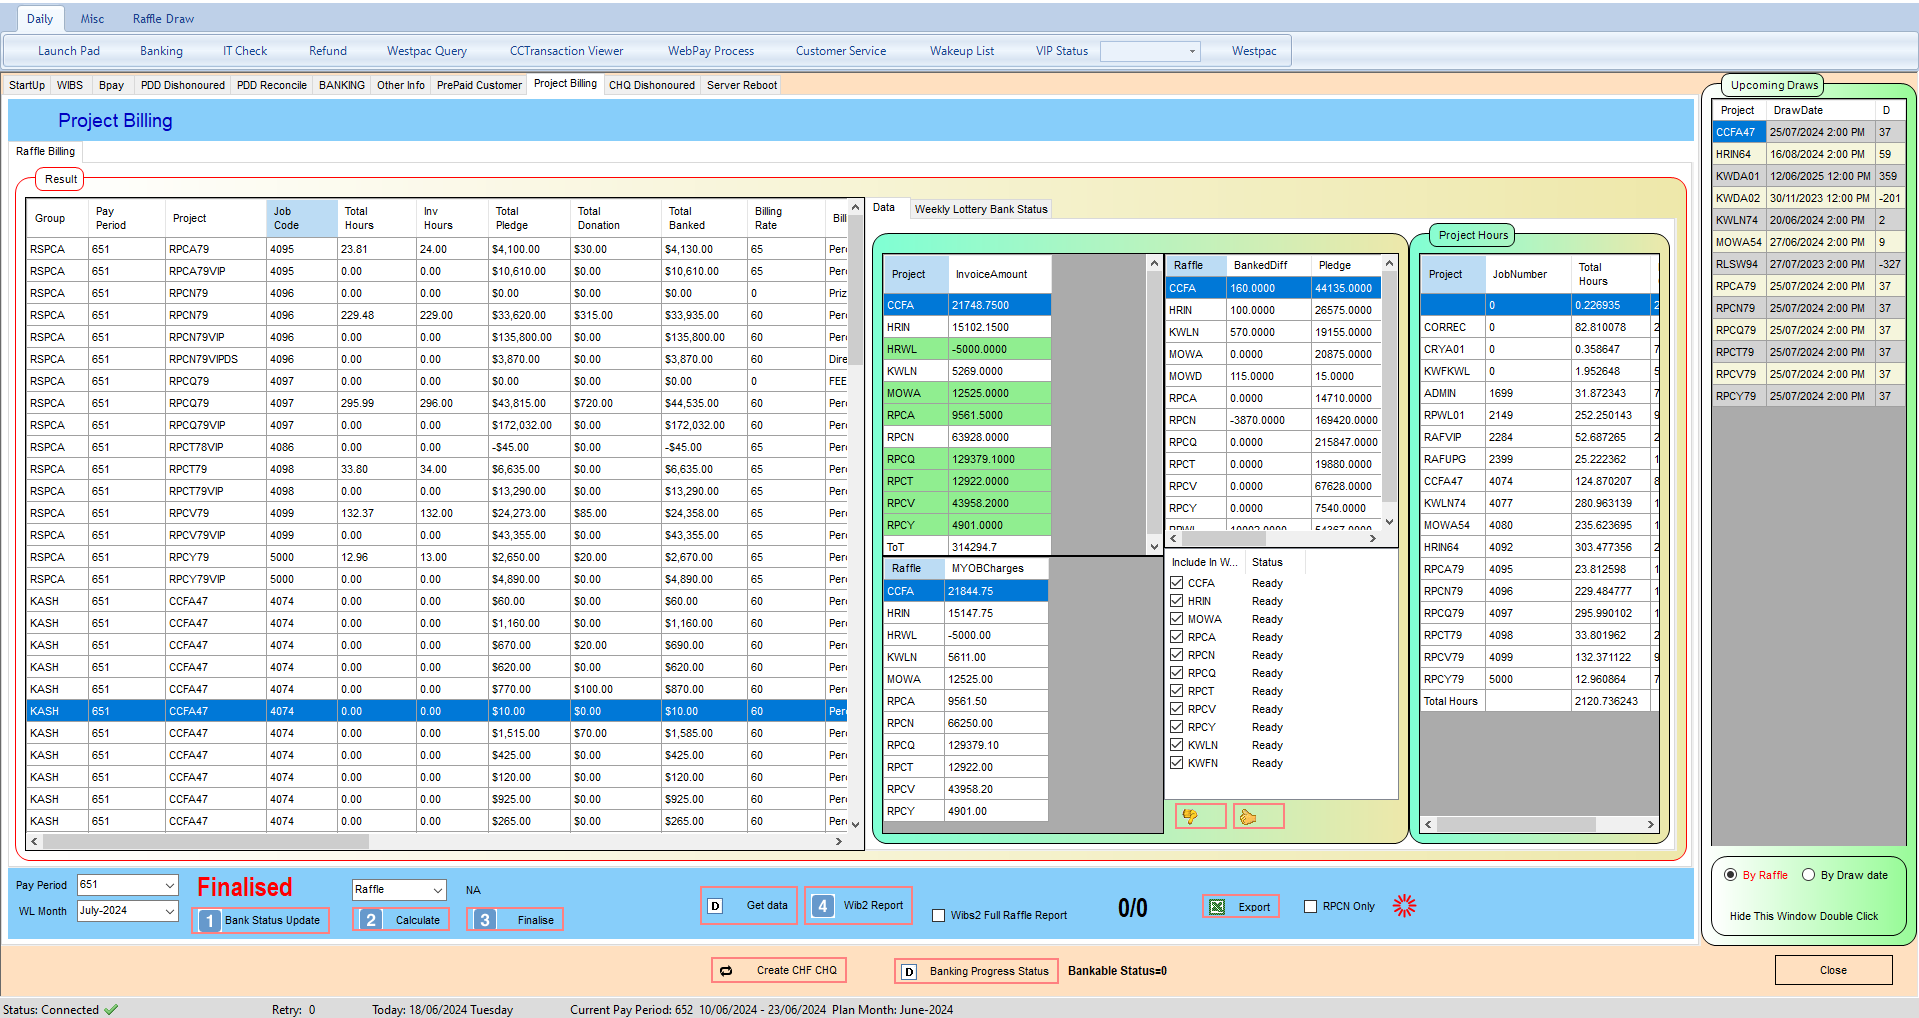 Daily Misc Raffle Draw
Launch Pad Banking IT Check Refund Westpac Query CCTransaction Viewer WebPay Process Customer Service Wakeup List VIP Status Westpac
StartUp WIBS Bpay PDD Dishonoured PDD Reconcile BANKING Other Info PrePaid Customer Project Billing CHQ Dishonoured Server Reboot
Project Billing
Raffle Billing
Result
Group Pay Period Project Job Code Total Hours Inv Hours Total Pledge Total Donation Total Banked Billing Rate Bill
RSPCA 651 RPCA79 4095 23.81 24.00 $4,100.00 $30.00 $4,130.00 65 Per
RSPCA 651 RPCA79VIP 4095 0.00 0.00 $10,610.00 $0.00 $10,610.00 65 Per
RSPCA 651 RPCN79 4096 0.00 0.00 $0.00 $0.00 $0.00 0 Priz
RSPCA 651 RPCN79 4096 229.48 229.00 $33,620.00 $315.00 $33,935.00 60 Per
RSPCA 651 RPCN79VIP 4096 0.00 0.00 $135,800.00 $0.00 $135,800.00 60 Per
RSPCA 651 RPCN79VIPDS 4096 0.00 0.00 $3,870.00 $0.00 $3,870.00 60 Dire
RSPCA 651 RPCQ79 4097 0.00 0.00 $0.00 $0.00 $0.00 0 FEE
RSPCA 651 RPCQ79 4097 295.99 296.00 $43,815.00 $720.00 $44,535.00 60 Per
RSPCA 651 RPCQ79VIP 4097 0.00 0.00 $172,032.00 $0.00 $172,032.00 60 Per
RSPCA 651 RPCT78VIP 4086 0.00 0.00 -$45.00 $0.00 -$45.00 65 Per
RSPCA 651 RPCT79 4098 33.80 34.00 $6,635.00 $0.00 $6,635.00 65 Per
RSPCA 651 RPCT79VIP 4098 0.00 0.00 $13,290.00 $0.00 $13,290.00 65 Per
RSPCA 651 RPCV79 4099 132.37 132.00 $24,273.00 $85.00 $24,358.00 65 Per
RSPCA 651 RPCV79VIP 4099 0.00 0.00 $43,355.00 $0.00 $43,355.00 65 Per
RSPCA 651 RPCY79 5000 12.96 13.00 $2,650.00 $20.00 $2,670.00 65 Per
RSPCA 651 RPCY79VIP 5000 0.00 0.00 $4,890.00 $0.00 $4,890.00 65 Per
KASH 651 CCFA47 4074 0.00 0.00 $60.00 $0.00 $60.00 60 Per
KASH 651 CCFA47 4074 0.00 0.00 $1,160.00 $0.00 $1,160.00 60 Per
KASH 651 CCFA47 4074 0.00 0.00 $670.00 $20.00 $690.00 60 Per
KASH 651 CCFA47 4074 0.00 0.00 $620.00 $0.00 $620.00 60 Per
KASH 651 CCFA47 4074 0.00 0.00 $770.00 $100.00 $870.00 60 Per
KASH 651 CCFA47 4074 0.00 0.00 $10.00 $0.00 $10.00 60 Per
KASH 651 CCFA47 4074 0.00 0.00 $1,515.00 $70.00 $1,585.00 60 Per
KASH 651 CCFA47 4074 0.00 0.00 $425.00 $0.00 $425.00 60 Per
KASH 651 CCFA47 4074 0.00 0.00 $120.00 $0.00 $120.00 60 Per
KASH 651 CCFA47 4074 0.00 0.00 $925.00 $0.00 $925.00 60 Per
KASH 651 CCFA47 4074 0.00 0.00 $265.00 $0.00 $265.00 60 Per
Data Weekly Lottery Bank Status
Project InvoiceAmount
CCFA 21748.7500
HRIN 15102.1500
HRWL -5000.0000
KWLN 5269.0000
MOWA 12525.0000
RPCA 9561.5000
RPCN 63928.0000
RPCQ 129379.1000
RPCT 12922.0000
RPCV 43958.2000
RPCY 4901.0000
ToT 314294.7
Raffle MYOBCharges
CCFA 21844.75
HRIN 15147.75
HRWL -5000.00
KWLN 5611.00
MOWA 12525.00
RPCA 9561.50
RPCN 66250.00
RPCQ 129379.10
RPCT 12922.00
RPCV 43958.20
RPCY 4901.00
Raffle BankedDiff Pledge
CCFA 160.0000 44135.0000
HRIN 100.0000 26575.0000
KWLN 570.0000 19155.0000
MOWA 0.0000 20875.0000
MOWD 115.0000 15.0000
RPCA 0.0000 14710.0000
RPCN -3870.0000 169420.0000
RPCQ 0.0000 215847.0000
RPCT 0.0000 19880.0000
RPCV 0.0000 67628.0000
RPCY 0.0000 7540.0000
Include In W... Status
CCFA Ready
HRIN Ready
MOWA Ready
RPCA Ready
RPCN Ready
RPCQ Ready
RPCT Ready
RPCV Ready
RPCY Ready
KWLN Ready
KWFN Ready
Project Hours
Project JobNumber Total Hours
0 0.226935 2
CORREC 0 82.810078 2
CRYA01 0 0.358647 7
KWFKWL 0 1.952648 5
ADMIN 1699 31.872343 7
RPWL01 2149 252.250143 9
RAFVIP 2284 52.687265 2
RAFUPG 2399 25.222362 1
CCFA47 4074 124.870207 8
KWLN74 4077 280.963139 1
MOWA54 4080 235.623695 1
HRIN64 4092 303.477356 2
RPCA79 4095 23.812598 1
RPCN79 4096 229.484777 1
RPCQ79 4097 295.990102 1
RPCT79 4098 33.801962 2
RPCV79 4099 132.371122 9
RPCY79 5000 12.960864 7
Total Hours 2120.736243
Upcoming Draws
Project DrawDate D
CCFA47 25/07/2024 2:00 PM 37
HRIN64 16/08/2024 2:00 PM 59
KWDA01 12/06/2025 12:00 PM 359
KWDA02 30/11/2023 12:00 PM -201
KWLN74 20/06/2024 2:00 PM 2
MOWA54 27/06/2024 2:00 PM 9
RLSW94 27/07/2023 2:00 PM -327
RPCA79 25/07/2024 2:00 PM 37
RPCN79 25/07/2024 2:00 PM 37
RPCQ79 25/07/2024 2:00 PM 37
RPCT79 25/07/2024 2:00 PM 37
RPCV79 25/07/2024 2:00 PM 37
RPCY79 25/07/2024 2:00 PM 37
By Raffle By Draw date
Hide This Window Double Click
Pay Period 651 Finalised Raffle NA
WL Month July-2024 1 Bank Status Update 2 Calculate 3 Finalise
D Get data 4 Wib2 Report Wibs2 Full Raffle Report 0/0 Export RPCN Only
Create CHF CHQ D Banking Progress Status Bankable Status=0 Close
Status: Connected Retry: 0 Today: 18/06/2024 Tuesday Current Pay Period: 652 10/06/2024 - 23/06/2024 Plan Month: June-2024